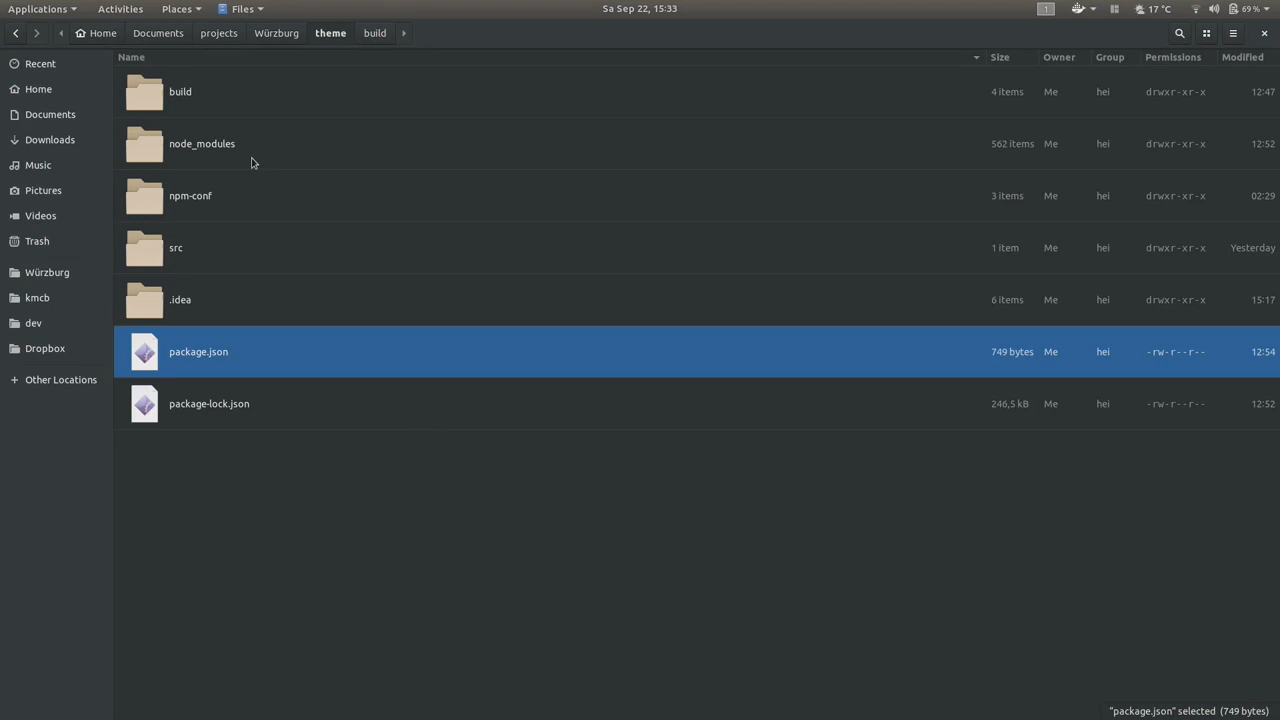 Applications Activities Places Files Sa Sep 22, 15:33 1 17 °C 69 %
Home Documents projects Würzburg theme build
Name Size Owner Group Permissions Modified
Recent
Home
Documents
Downloads
Music
Pictures
Videos
Trash
Würzburg
kmcb
dev
Dropbox
Other Locations
build 4 items Me hei drwxr-xr-x 12:47
node_modules 562 items Me hei drwxr-xr-x 12:52
npm-conf 3 items Me hei drwxr-xr-x 02:29
src 1 item Me hei drwxr-xr-x Yesterday
.idea 6 items Me hei drwxr-xr-x 15:17
package.json 749 bytes Me hei -rw-r--r-- 12:54
package-lock.json 246,5 kB Me hei -rw-r--r-- 12:52
"package.json" selected (749 bytes)